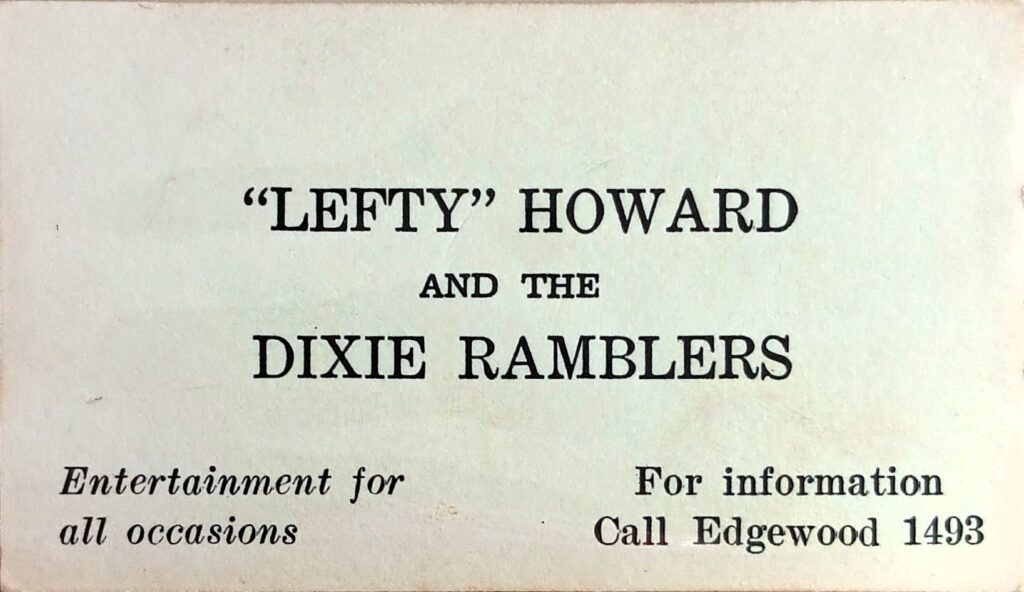 “LEFTY” HOWARD
AND THE
DIXIE RAMBLERS
Entertainment for
all occasions
For information
Call Edgewood 1493